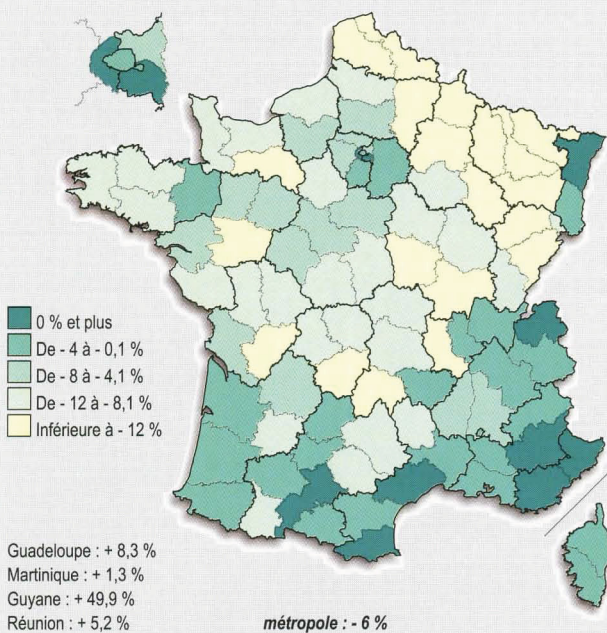 0 % et plus
De - 4 à - 0,1 %
De - 8 à - 4,1 %
De - 12 à - 8,1 %
Inférieure à - 12 %
Guadeloupe : + 8,3 %
Martinique : + 1,3 %
Guyane : + 49,9 %
Réunion : + 5,2 %
métropole : - 6 %